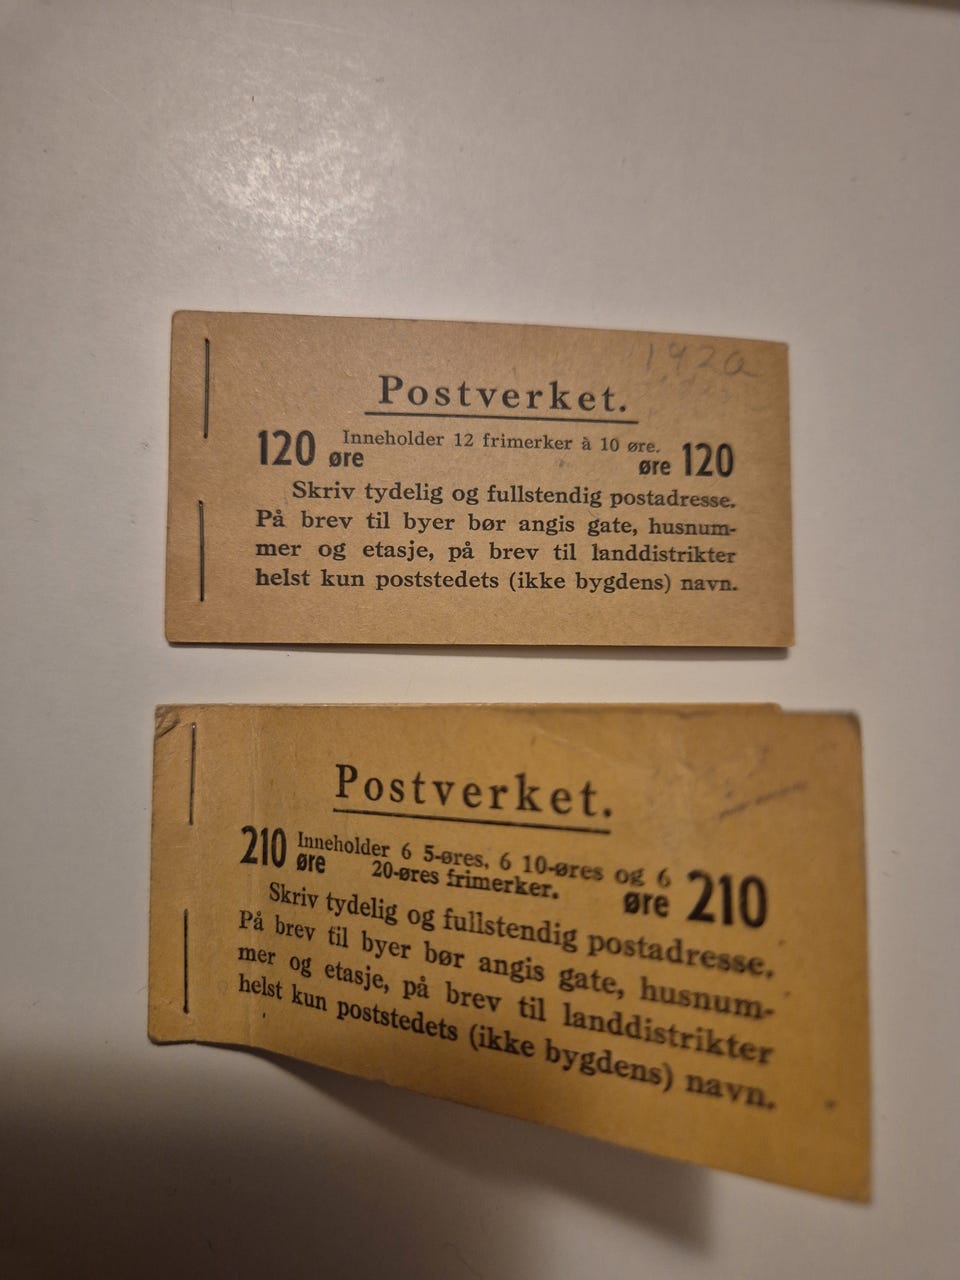 192a
Postverket.
120 øre Inneholder 12 frimerker à 10 øre. øre 120
Skriv tydelig og fullstendig postadresse.
På brev til byer bør angis gate, husnum-
mer og etasje, på brev til landdistrikter
helst kun poststedets (ikke bygdens) navn.
Postverket.
210 øre Inneholder 6 5-øres, 6 10-øres og 6
20-øres frimerker. øre 210
Skriv tydelig og fullstendig postadresse.
På brev til byer bør angis gate, husnum-
mer og etasje, på brev til landdistrikter
helst kun poststedets (ikke bygdens) navn.